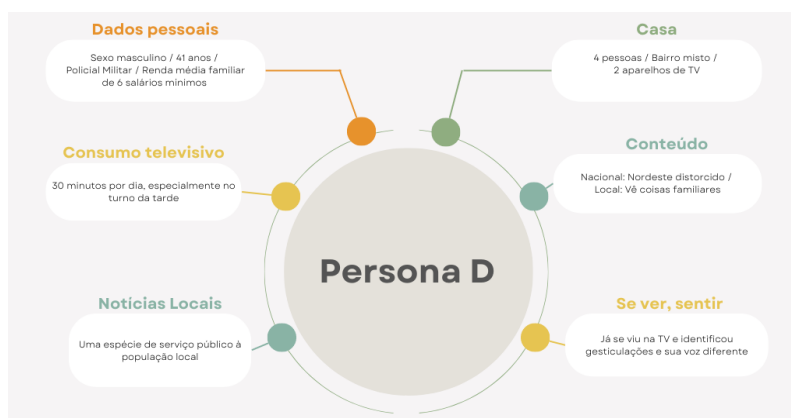 Dados pessoais
Sexo masculino / 41 anos /
Policial Militar / Renda média familiar
de 6 salários mínimos
Consumo televisivo
30 minutos por dia, especialmente no
turno da tarde
Notícias Locais
Uma espécie de serviço público à
população local
Persona D
Casa
4 pessoas / Bairro misto /
2 aparelhos de TV
Conteúdo
Nacional: Nordeste distorcido /
Local: Vê coisas familiares
Se ver, sentir
Já se viu na TV e identificou
gesticulações e sua voz diferente